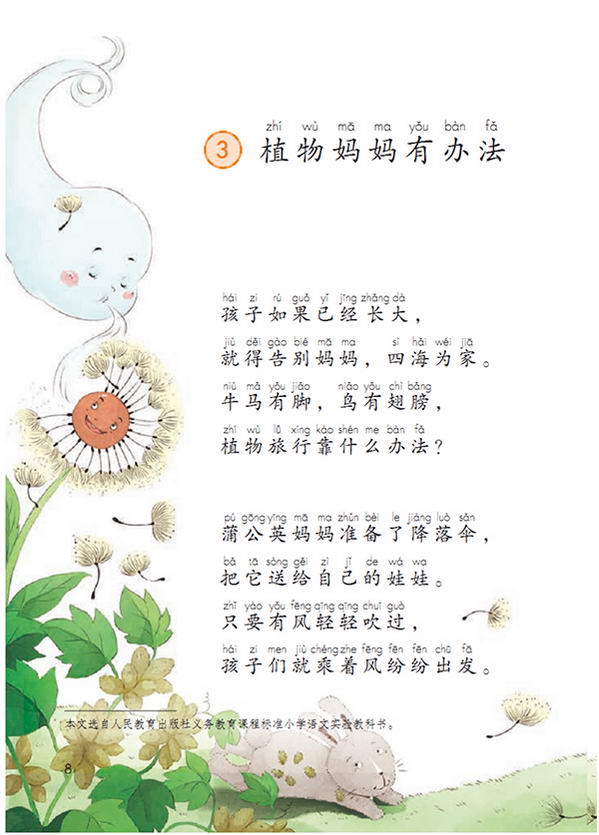 zhí wù mā ma yǒu bàn fǎ
3 植物妈妈有办法
hái zi rú guǒ yǐ jīng zhǎng dà
孩子如果已经长大，
jiù děi gào bié mā ma sì hǎi wéi jiā
就得告别妈妈，四海为家。
niú mǎ yǒu jiǎo niǎo yǒu chì bǎng
牛马有脚，鸟有翅膀，
zhí wù lǚ xíng kào shén me bàn fǎ
植物旅行靠什么办法？
pú gōng yīng mā ma zhǔn bèi le jiàng luò sǎn
蒲公英妈妈准备了降落伞，
bǎ tā sòng gěi zì jǐ de wá wa
把它送给自己的娃娃。
zhǐ yào yǒu fēng qīng qīng chuī guò
只要有风轻轻吹过，
hái zi men jiù chéng zhe fēng fēn fēn chū fā
孩子们就乘着风纷纷出发。
本文选自人民教育出版社义务教育课程标准小学语文实验教科书。
8